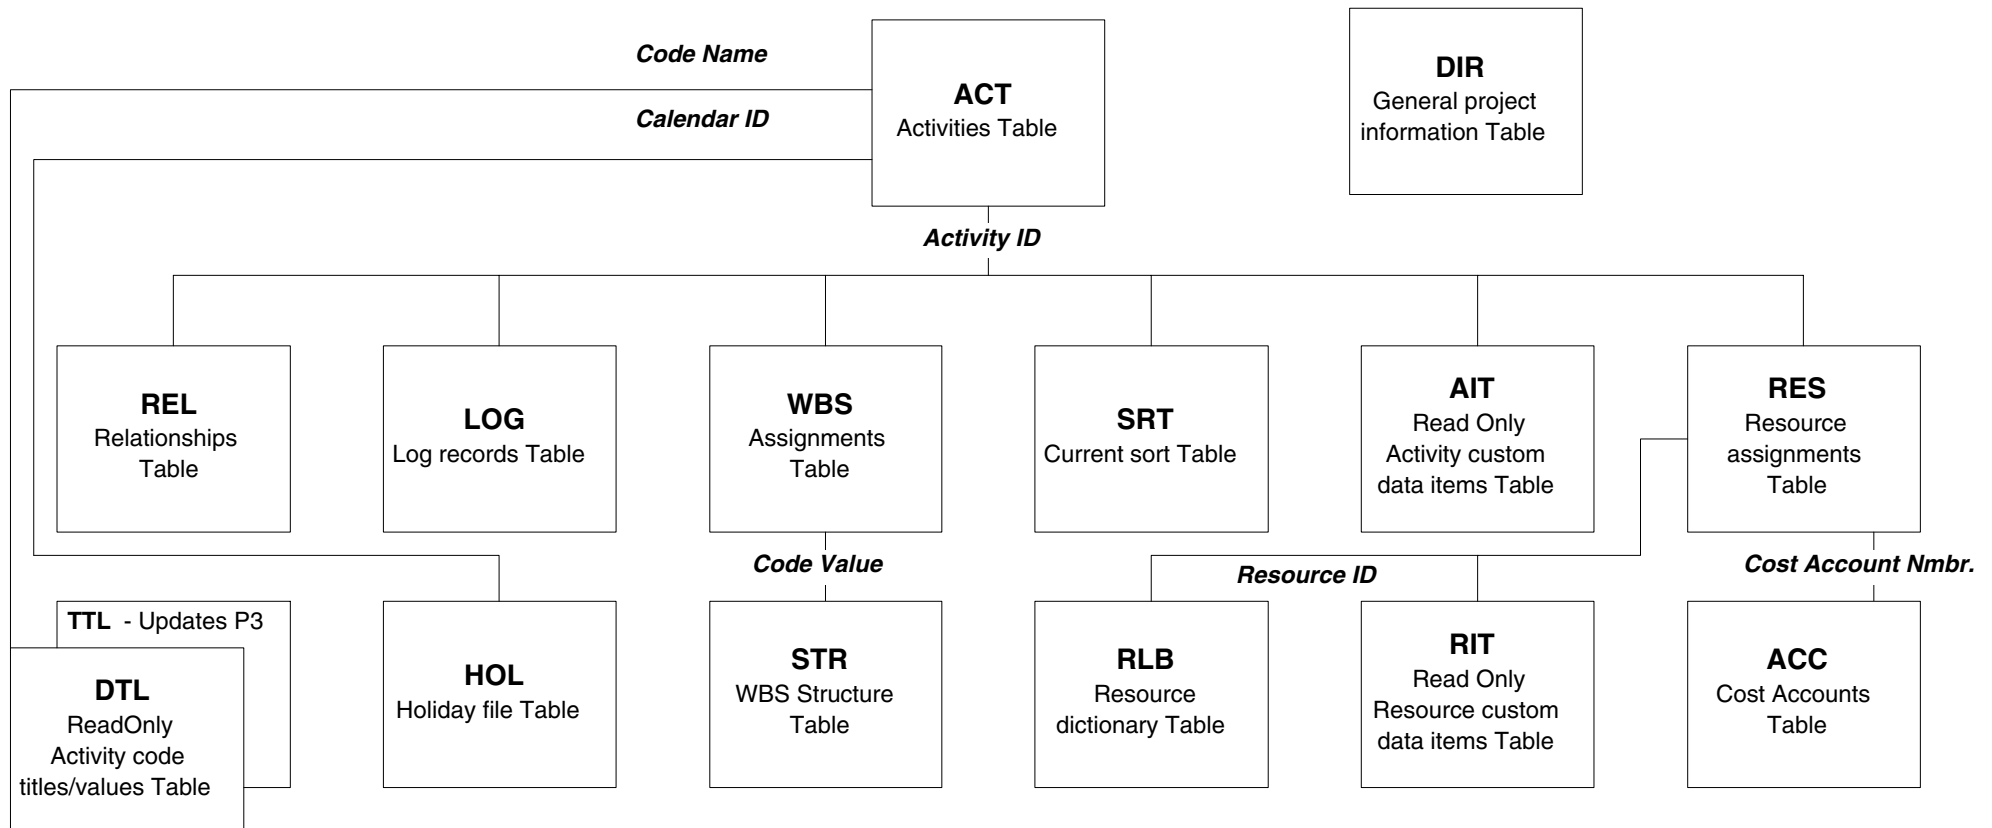 Code Name
Calendar ID
ACT
Activities Table
DIR
General project
information Table
Activity ID
REL
Relationships
Table
LOG
Log records Table
WBS
Assignments
Table
SRT
Current sort Table
AIT
Read Only
Activity custom
data items Table
RES
Resource
assignments
Table
Code Value
Resource ID
Cost Account Nmbr.
TTL - Updates P3
DTL
ReadOnly
Activity code
titles/values Table
HOL
Holiday file Table
STR
WBS Structure
Table
RLB
Resource
dictionary Table
RIT
Read Only
Resource custom
data items Table
ACC
Cost Accounts
Table